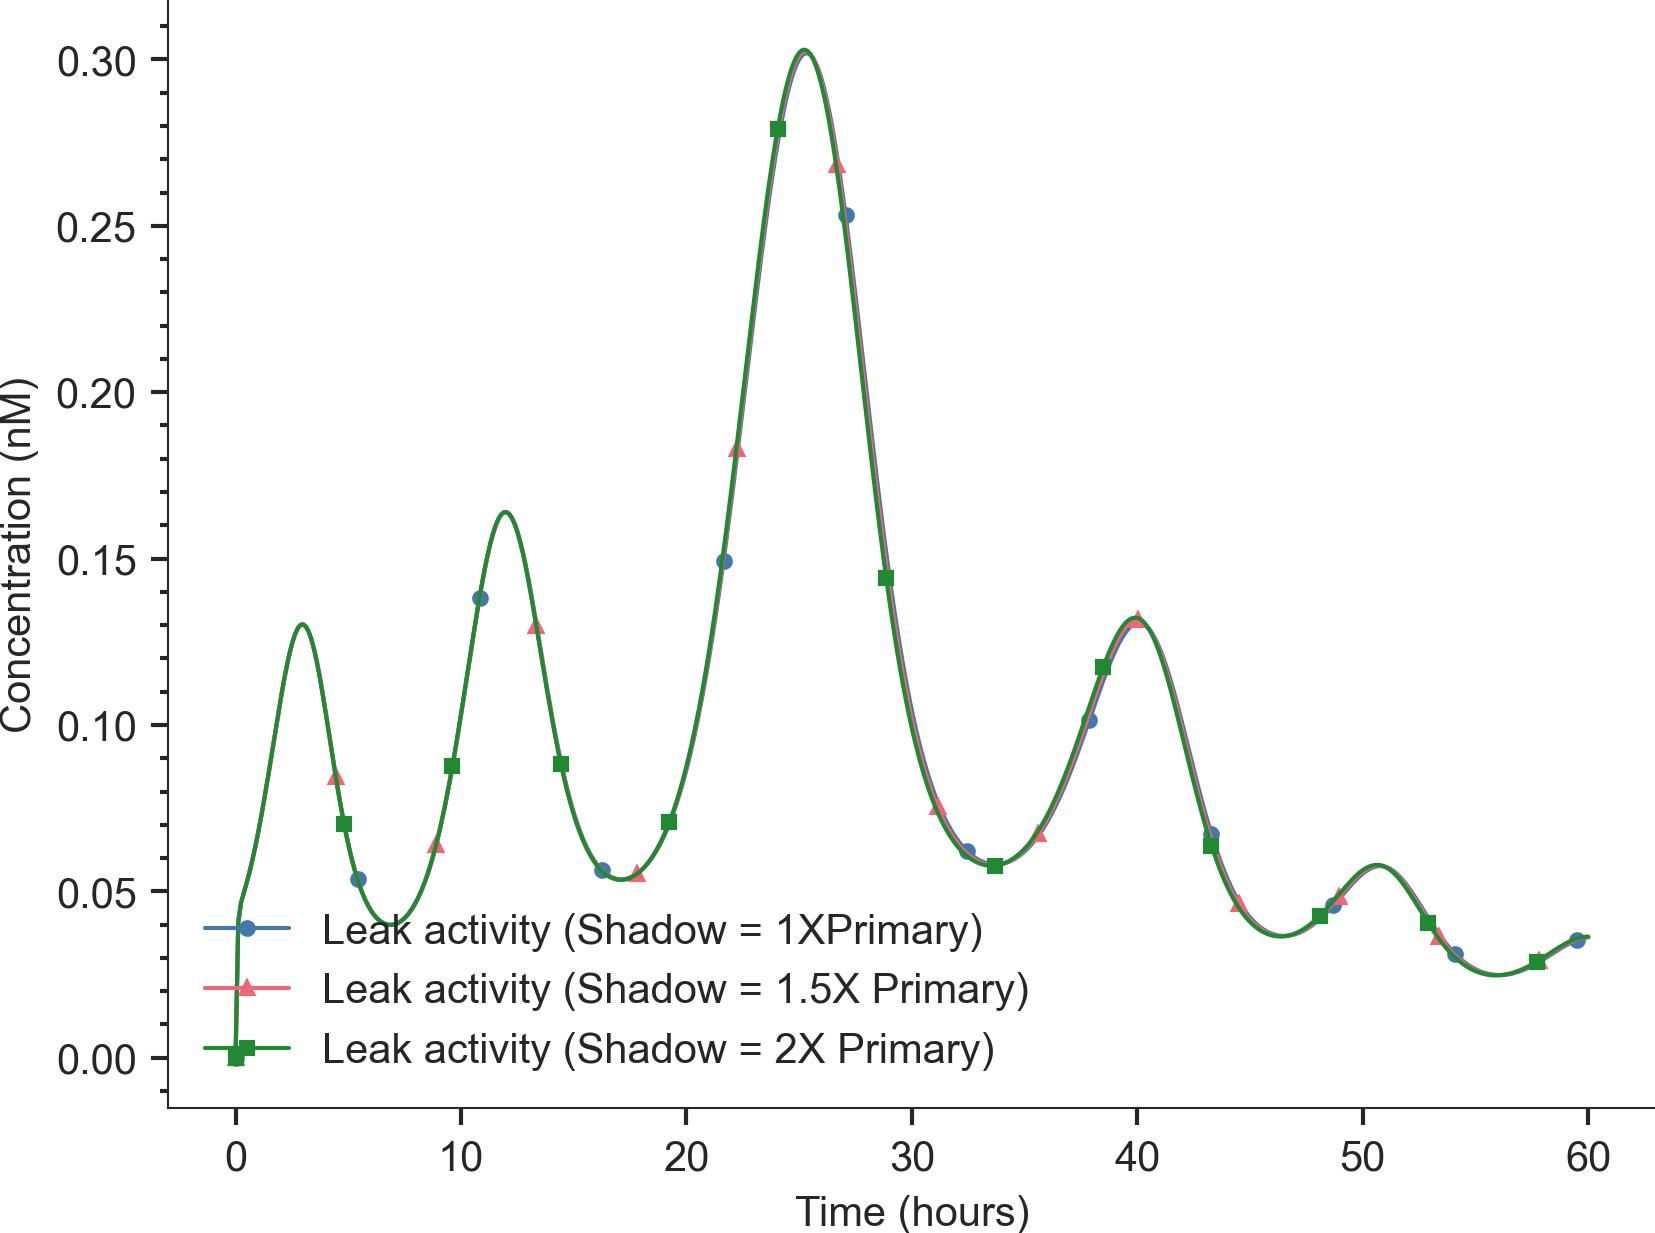 0.30
0.25
0.20
0.15
0.10
0.05
0.00
Concentration (nM)
Leak activity (Shadow = 1XPrimary)
Leak activity (Shadow = 1.5X Primary)
Leak activity (Shadow = 2X Primary)
0 10 20 30 40 50 60
Time (hours)